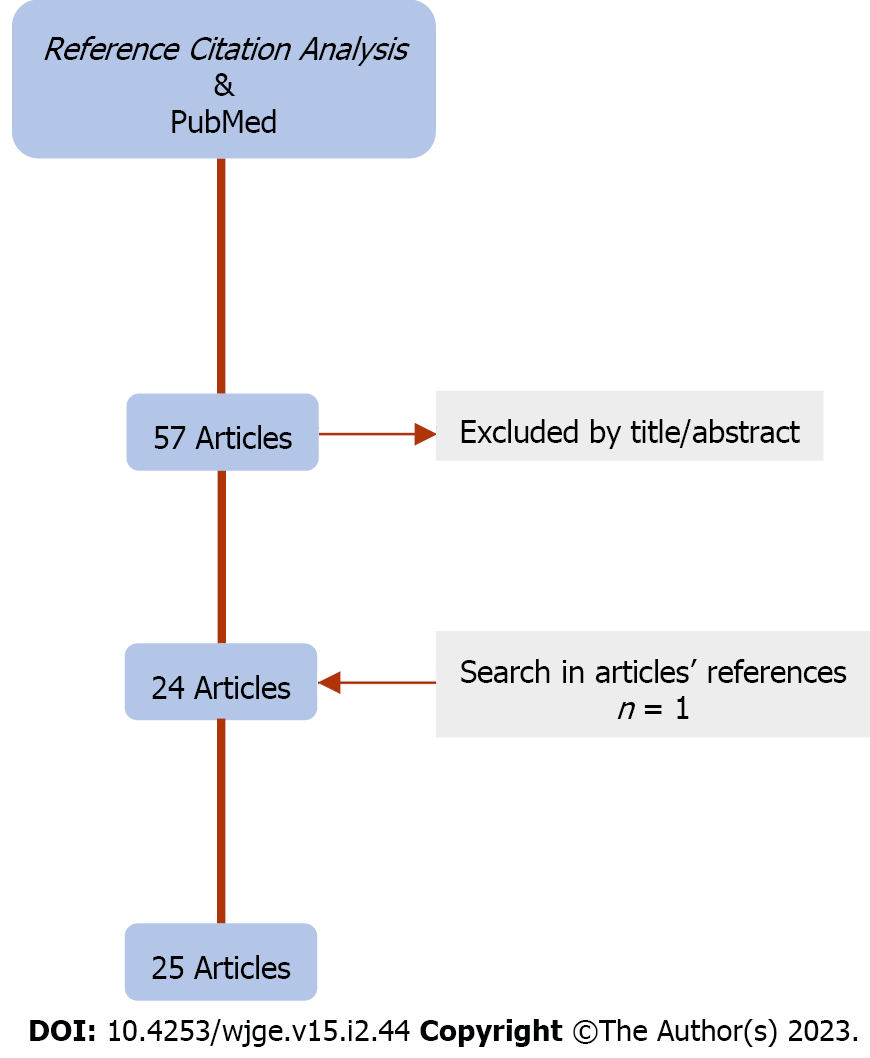 Reference Citation Analysis
&
PubMed
57 Articles
Excluded by title/abstract
24 Articles
Search in articles’ references
n = 1
25 Articles
DOI: 10.4253/wjge.v15.i2.44 Copyright ©The Author(s) 2023.